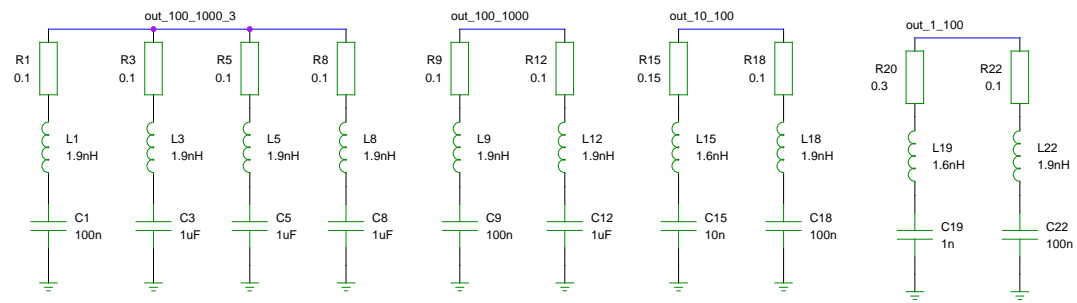 out_100_1000_3
out_100_1000
out_10_100
out_1_100
R1
0.1
R3
0.1
R5
0.1
R8
0.1
R9
0.1
R12
0.1
R15
0.15
R18
0.1
R20
0.3
R22
0.1
L1
1.9nH
L3
1.9nH
L5
1.9nH
L8
1.9nH
L9
1.9nH
L12
1.9nH
L15
1.6nH
L18
1.9nH
L19
1.6nH
L22
1.9nH
C1
100n
C3
1uF
C5
1uF
C8
1uF
C9
100n
C12
1uF
C15
10n
C18
100n
C19
1n
C22
100n